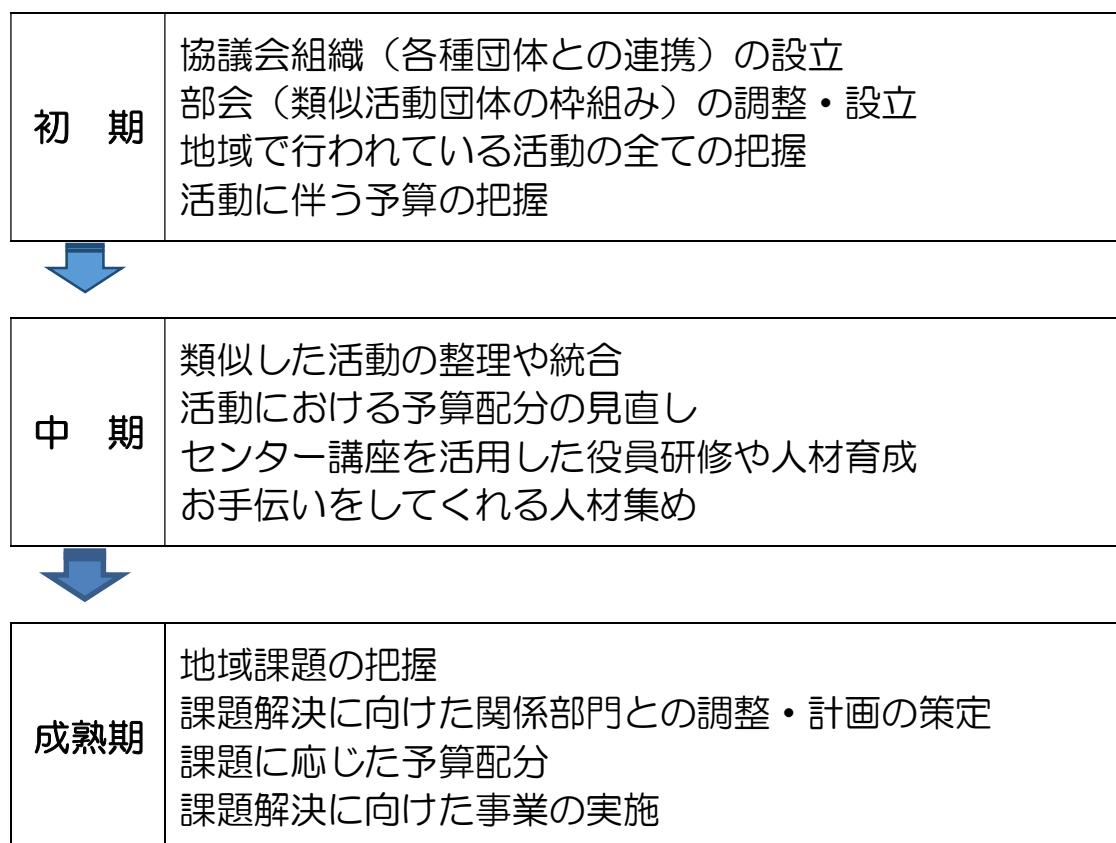 初　期
協議会組織（各種団体との連携）の設立
部会（類似活動団体の枠組み）の調整・設立
地域で行われている活動の全ての把握
活動に伴う予算の把握
中　期
類似した活動の整理や統合
活動における予算配分の見直し
センター講座を活用した役員研修や人材育成
お手伝いをしてくれる人材集め
成熟期
地域課題の把握
課題解決に向けた関係部門との調整・計画の策定
課題に応じた予算配分
課題解決に向けた事業の実施